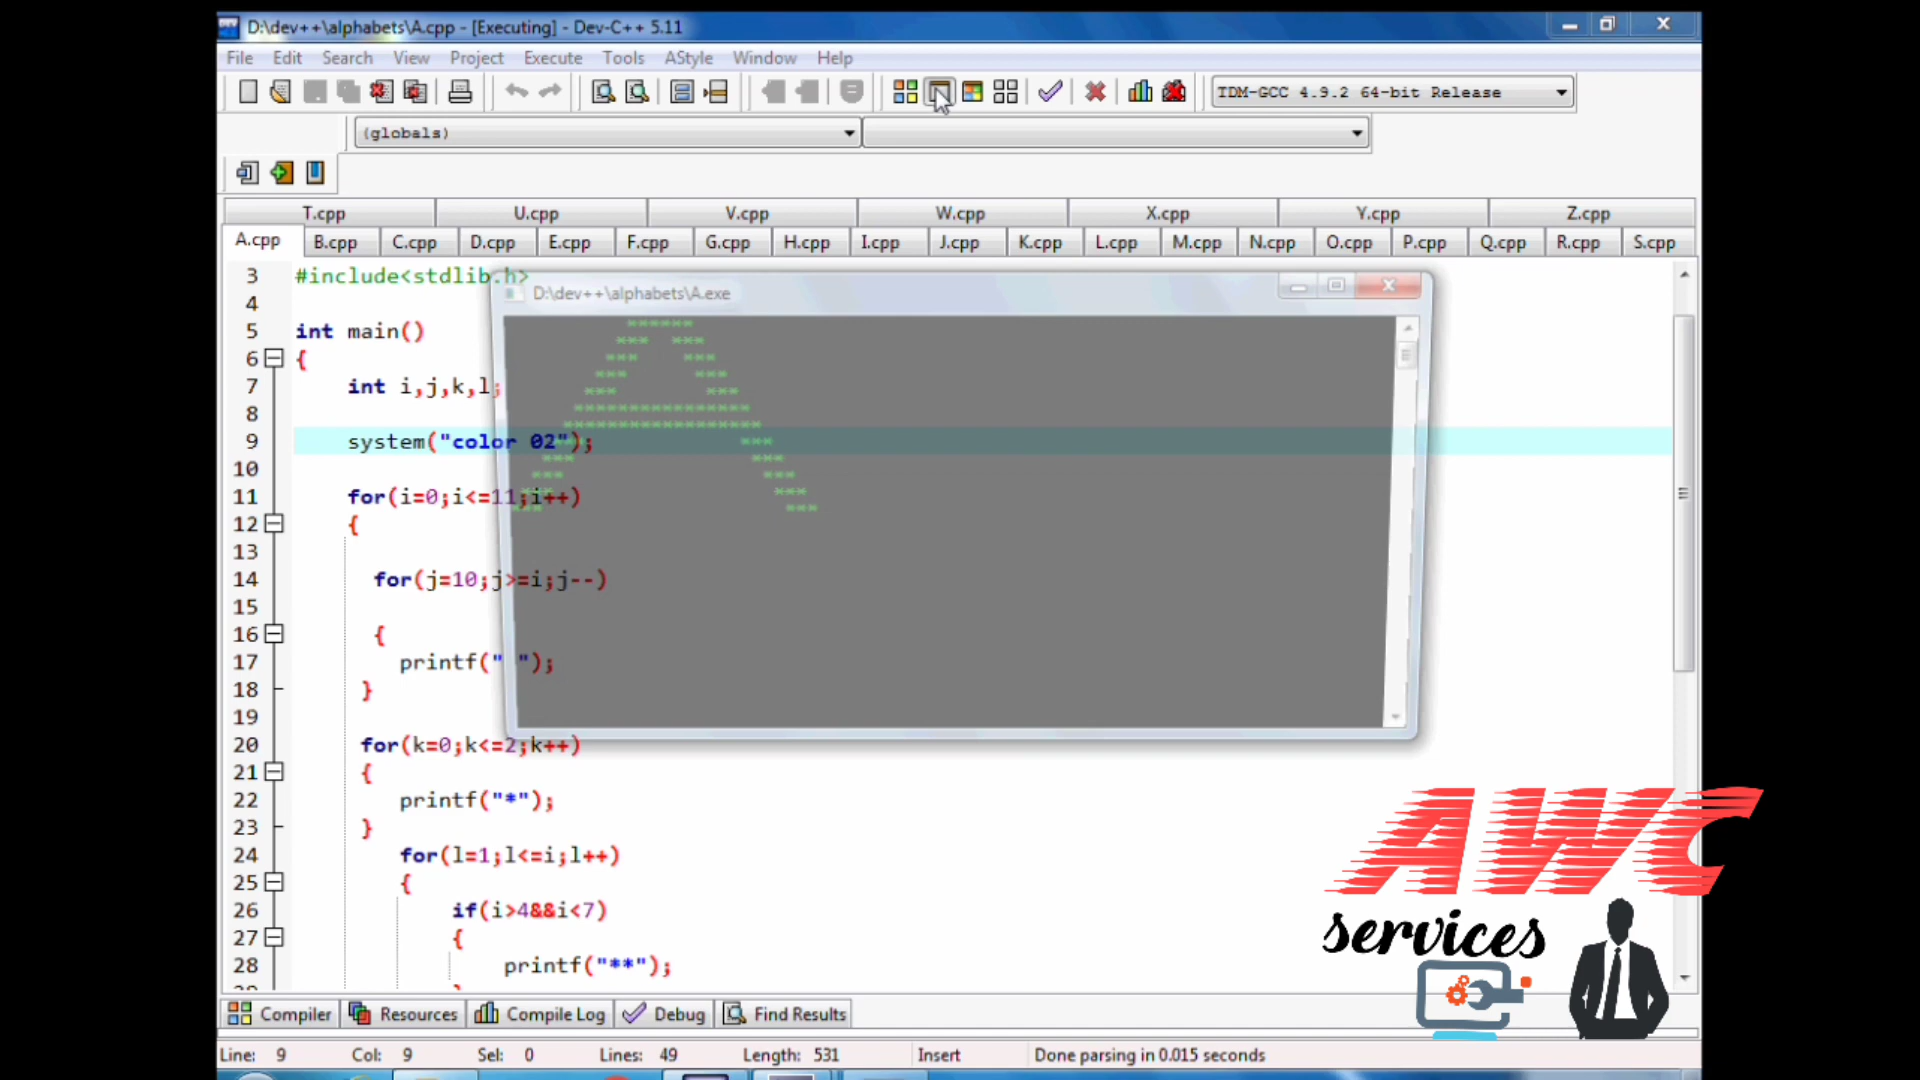 D:\dev++\alphabets\A.cpp - [Executing] - Dev-C++ 5.11
File Edit Search View Project Execute Tools AStyle Window Help
TDM-GCC 4.9.2 64-bit Release
(globals)
T.cpp U.cpp V.cpp W.cpp X.cpp Y.cpp Z.cpp
A.cpp B.cpp C.cpp D.cpp E.cpp F.cpp G.cpp H.cpp I.cpp J.cpp K.cpp L.cpp M.cpp N.cpp O.cpp P.cpp Q.cpp R.cpp S.cpp
3 #include<stdlib.h>
4
5 int main()
6 {
7 int i,j,k,l;
8
9 system("color 02");
10
11 for(i=0;i<=11;i++)
12 {
13
14 for(j=10;j>=i;j--)
15
16 {
17 printf(" ");
18 }
19
20 for(k=0;k<=2;k++)
21 {
22 printf("*");
23 }
24 for(l=1;l<=i;l++)
25 {
26 if(i>4&&i<7)
27 {
28 printf("**");
D:\dev++\alphabets\A.exe
******
*** ***
*** ***
*** ***
*** ***
****************
******************
*** ***
*** ***
*** ***
*** ***
*** ***
AWC
services
Compiler Resources Compile Log Debug Find Results
Line: 9 Col: 9 Sel: 0 Lines: 49 Length: 531 Insert Done parsing in 0.015 seconds